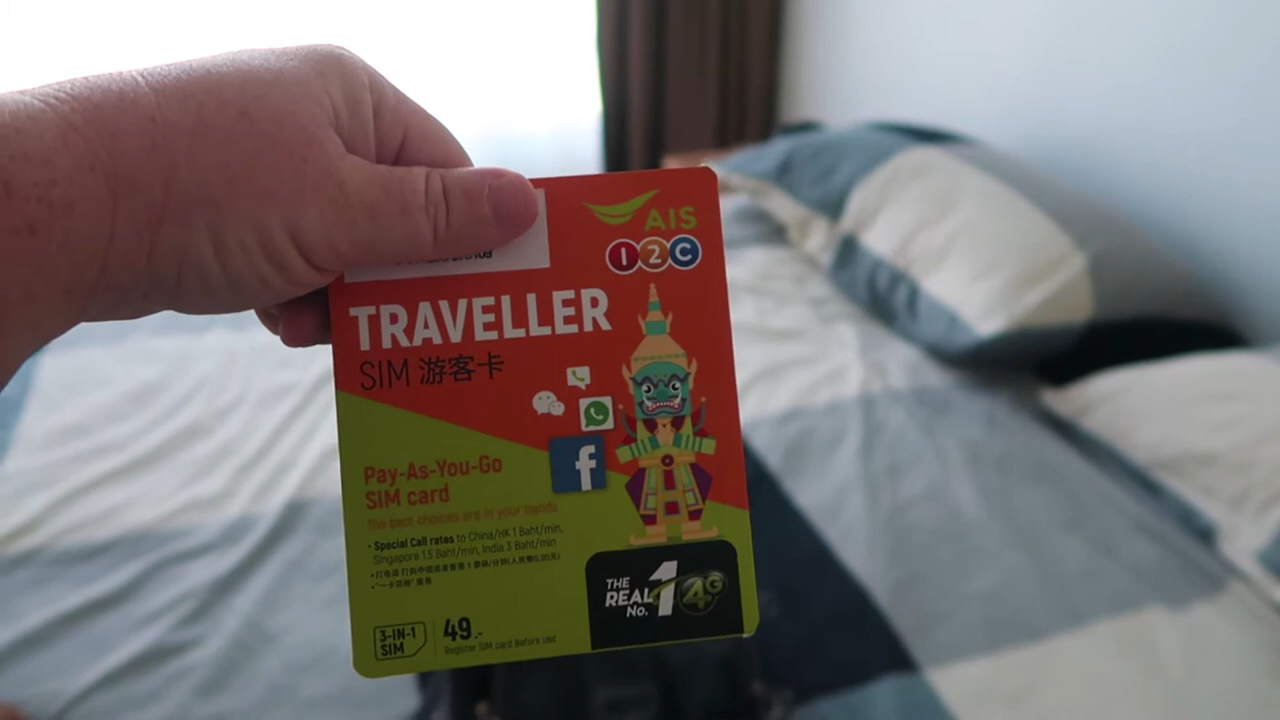 AIS
12C
TRAVELLER
SIM 游客卡
f
Pay-As-You-Go
SIM card
The best choices are in your hands
• Special Call rates to China/HK 1 Baht/min,
Singapore 1.5 Baht/min, India 3 Baht/min
THE
REAL
No. 1 4G
3-IN-1
SIM
49.-
Register SIM card Before use